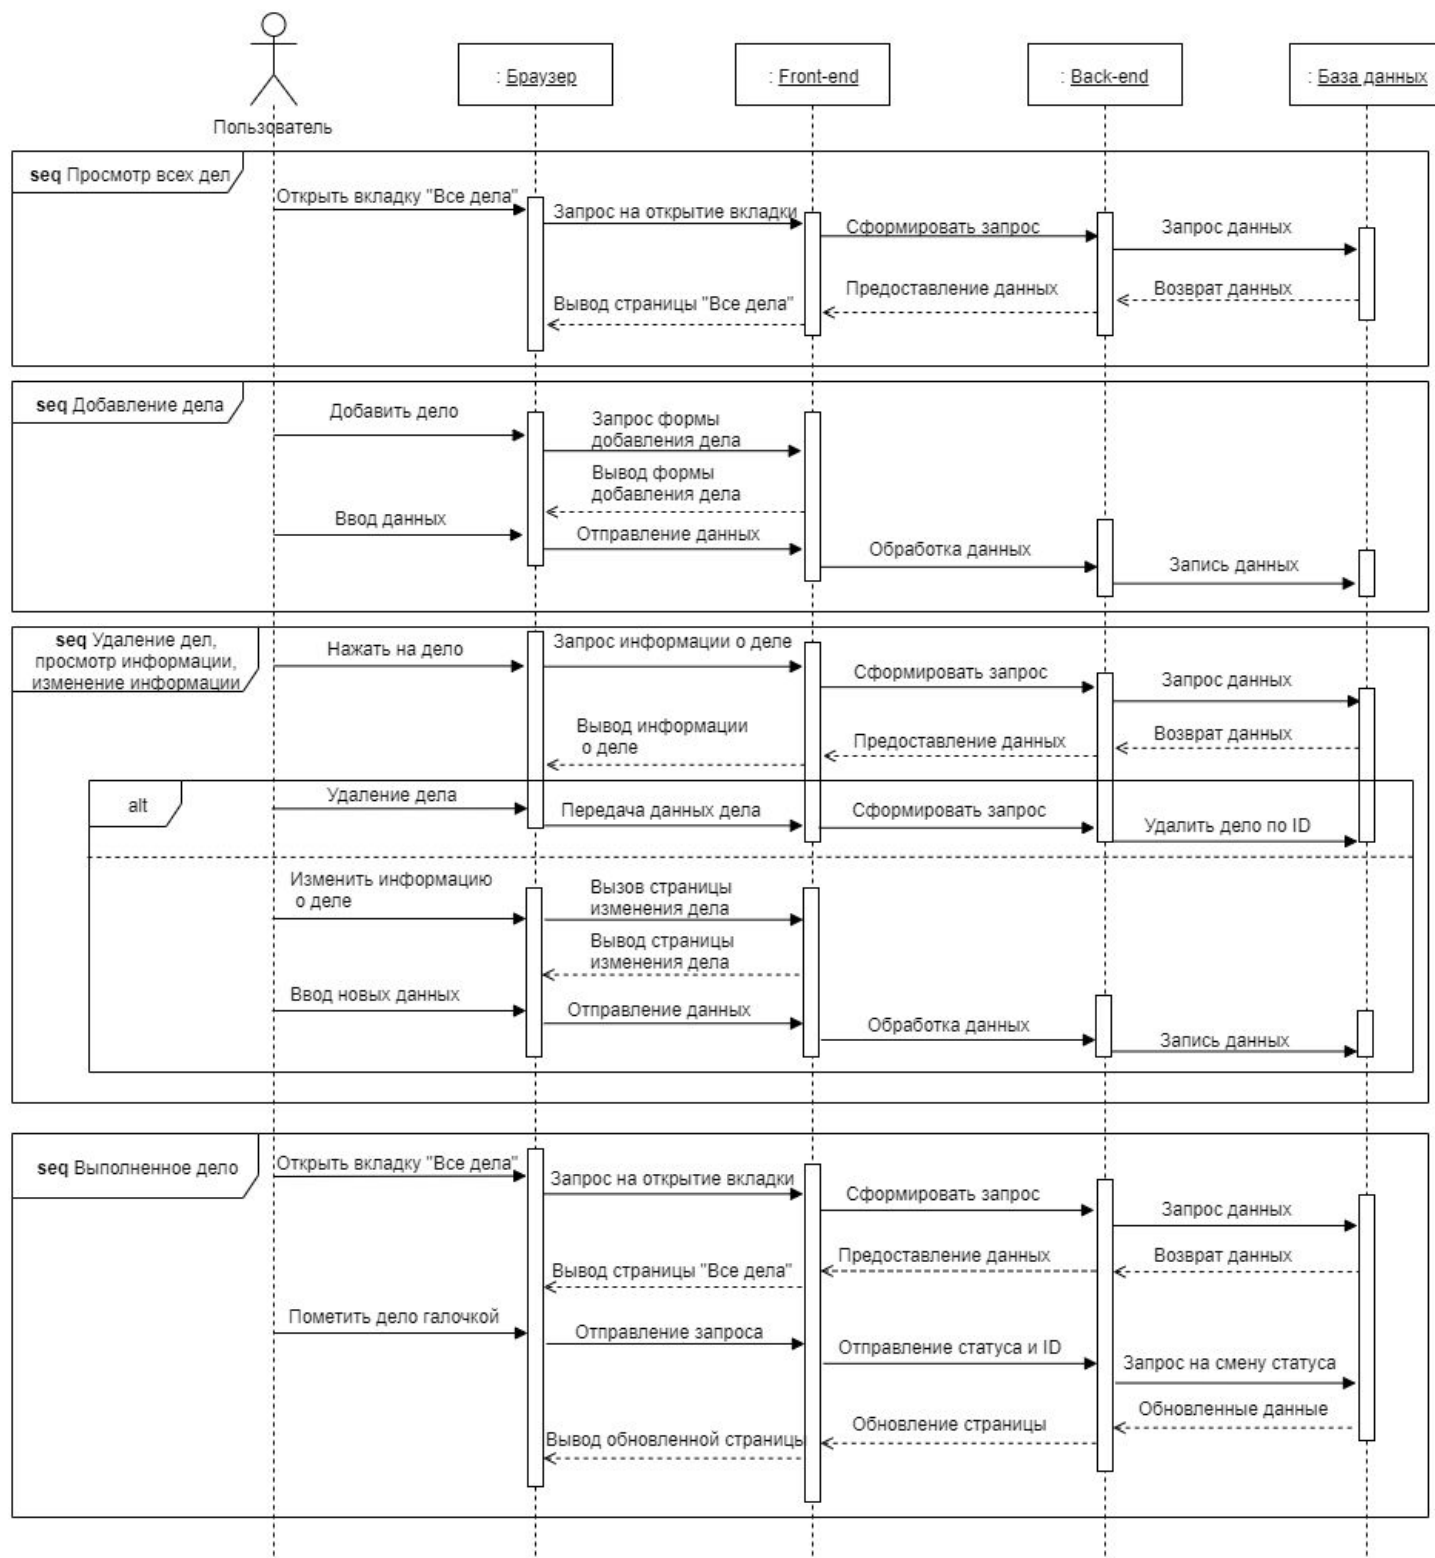 : Браузер
: Front-end
: Back-end
: База данных
Пользователь
seq Просмотр всех дел
Открыть вкладку "Все дела"
Запрос на открытие вкладки
Сформировать запрос
Запрос данных
Возврат данных
Предоставление данных
Вывод страницы "Все дела"
seq Добавление дела
Добавить дело
Запрос формы
добавления дела
Вывод формы
добавления дела
Ввод данных
Отправление данных
Обработка данных
Запись данных
seq Удаление дел,
просмотр информации,
изменение информации
Нажать на дело
Запрос информации о деле
Сформировать запрос
Запрос данных
Возврат данных
Предоставление данных
Вывод информации
о деле
alt
Удаление дела
Передача данных дела
Сформировать запрос
Удалить дело по ID
Изменить информацию
о деле
Вызов страницы
изменения дела
Вывод страницы
изменения дела
Ввод новых данных
Отправление данных
Обработка данных
Запись данных
seq Выполненное дело
Открыть вкладку "Все дела"
Запрос на открытие вкладки
Сформировать запрос
Запрос данных
Возврат данных
Предоставление данных
Вывод страницы "Все дела"
Пометить дело галочкой
Отправление запроса
Отправление статуса и ID
Запрос на смену статуса
Обновленные данные
Обновление страницы
Вывод обновленной страницы